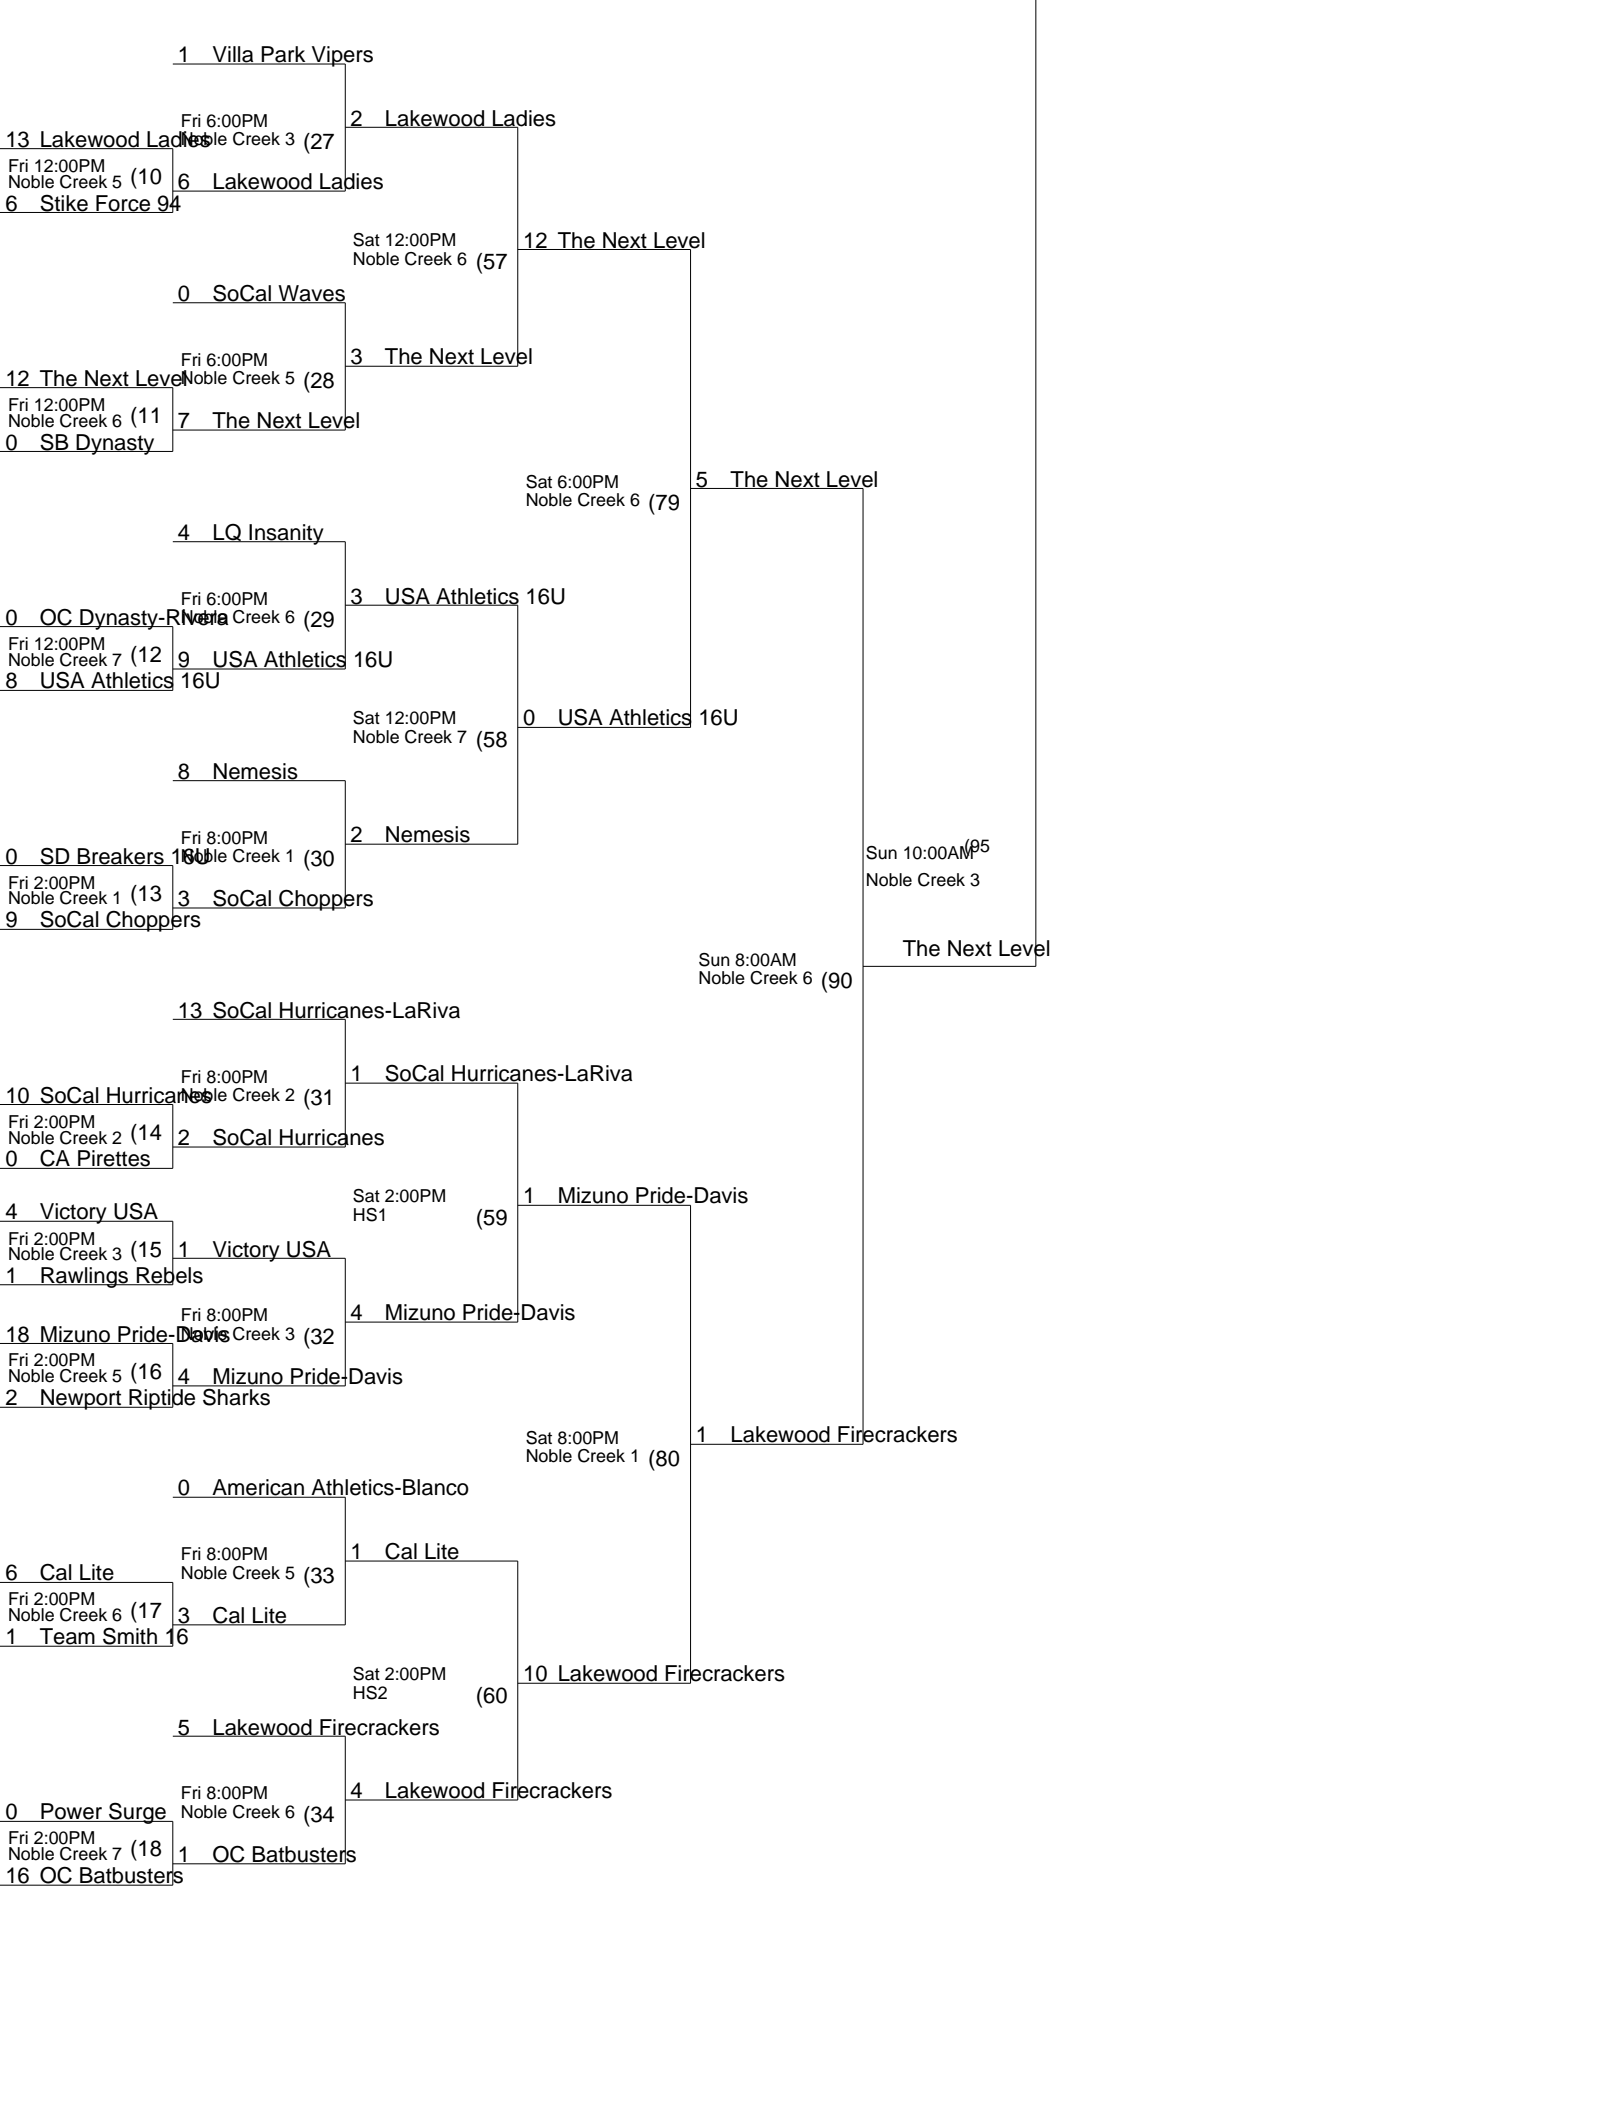 1 Villa Park Vipers
Fri 6:00PM
Noble Creek 3 (27
2 Lakewood Ladies
13 Lakewood Ladies
Fri 12:00PM
Noble Creek 5 (10
6 Lakewood Ladies
6 Stike Force 94
Sat 12:00PM
Noble Creek 6 (57
12 The Next Level
0 SoCal Waves
Fri 6:00PM
Noble Creek 5 (28
3 The Next Level
12 The Next Level
Fri 12:00PM
Noble Creek 6 (11
7 The Next Level
0 SB Dynasty
Sat 6:00PM
Noble Creek 6 (79
5 The Next Level
4 LQ Insanity
Fri 6:00PM
Noble Creek 6 (29
3 USA Athletics 16U
0 OC Dynasty-Rivera
Fri 12:00PM
Noble Creek 7 (12
9 USA Athletics 16U
8 USA Athletics 16U
Sat 12:00PM
Noble Creek 7 (58
0 USA Athletics 16U
8 Nemesis
Fri 8:00PM
Noble Creek 1 (30
2 Nemesis
0 SD Breakers 16U
Fri 2:00PM
Noble Creek 1 (13
3 SoCal Choppers
9 SoCal Choppers
Sun 10:00AM (95
Noble Creek 3
The Next Level
Sun 8:00AM
Noble Creek 6 (90
13 SoCal Hurricanes-LaRiva
Fri 8:00PM
Noble Creek 2 (31
1 SoCal Hurricanes-LaRiva
10 SoCal Hurricanes
Fri 2:00PM
Noble Creek 2 (14
2 SoCal Hurricanes
0 CA Pirettes
Sat 2:00PM
HS1 (59
1 Mizuno Pride-Davis
4 Victory USA
Fri 2:00PM
Noble Creek 3 (15
1 Victory USA
1 Rawlings Rebels
Fri 8:00PM
Noble Creek 3 (32
4 Mizuno Pride-Davis
18 Mizuno Pride-Davis
Fri 2:00PM
Noble Creek 5 (16
4 Mizuno Pride-Davis
2 Newport Riptide Sharks
Sat 8:00PM
Noble Creek 1 (80
1 Lakewood Firecrackers
0 American Athletics-Blanco
Fri 8:00PM
Noble Creek 5 (33
1 Cal Lite
6 Cal Lite
Fri 2:00PM
Noble Creek 6 (17
3 Cal Lite
1 Team Smith 16
Sat 2:00PM
HS2 (60
10 Lakewood Firecrackers
5 Lakewood Firecrackers
Fri 8:00PM
Noble Creek 6 (34
4 Lakewood Firecrackers
0 Power Surge
Fri 2:00PM
Noble Creek 7 (18
1 OC Batbusters
16 OC Batbusters